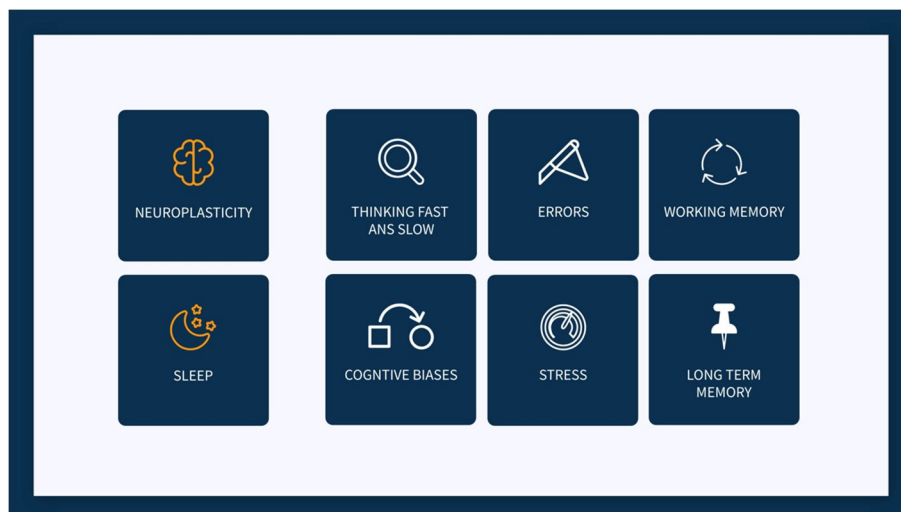 NEUROPLASTICITY
THINKING FAST
ANS SLOW
ERRORS
WORKING MEMORY
SLEEP
COGNTIVE BIASES
STRESS
LONG TERM
MEMORY